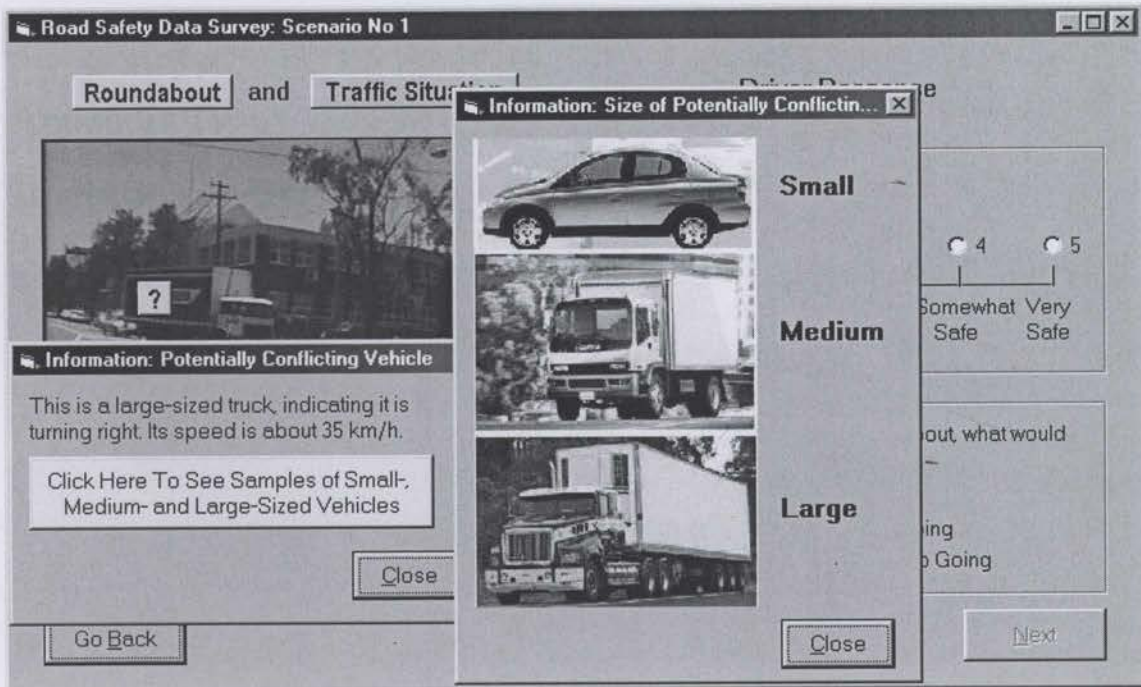 Road Safety Data Survey: Scenario No 1
Roundabout and Traffic Situation
Driver Response
?
4 5
Somewhat Very
Safe Safe
Information: Potentially Conflicting Vehicle
This is a large-sized truck, indicating it is
turning right. Its speed is about 35 km/h.
Click Here To See Samples of Small-,
Medium- and Large-Sized Vehicles
Close
Information: Size of Potentially Conflictin...
Small
Medium
Large
Close
out, what would
ing
Going
Go Back
Next